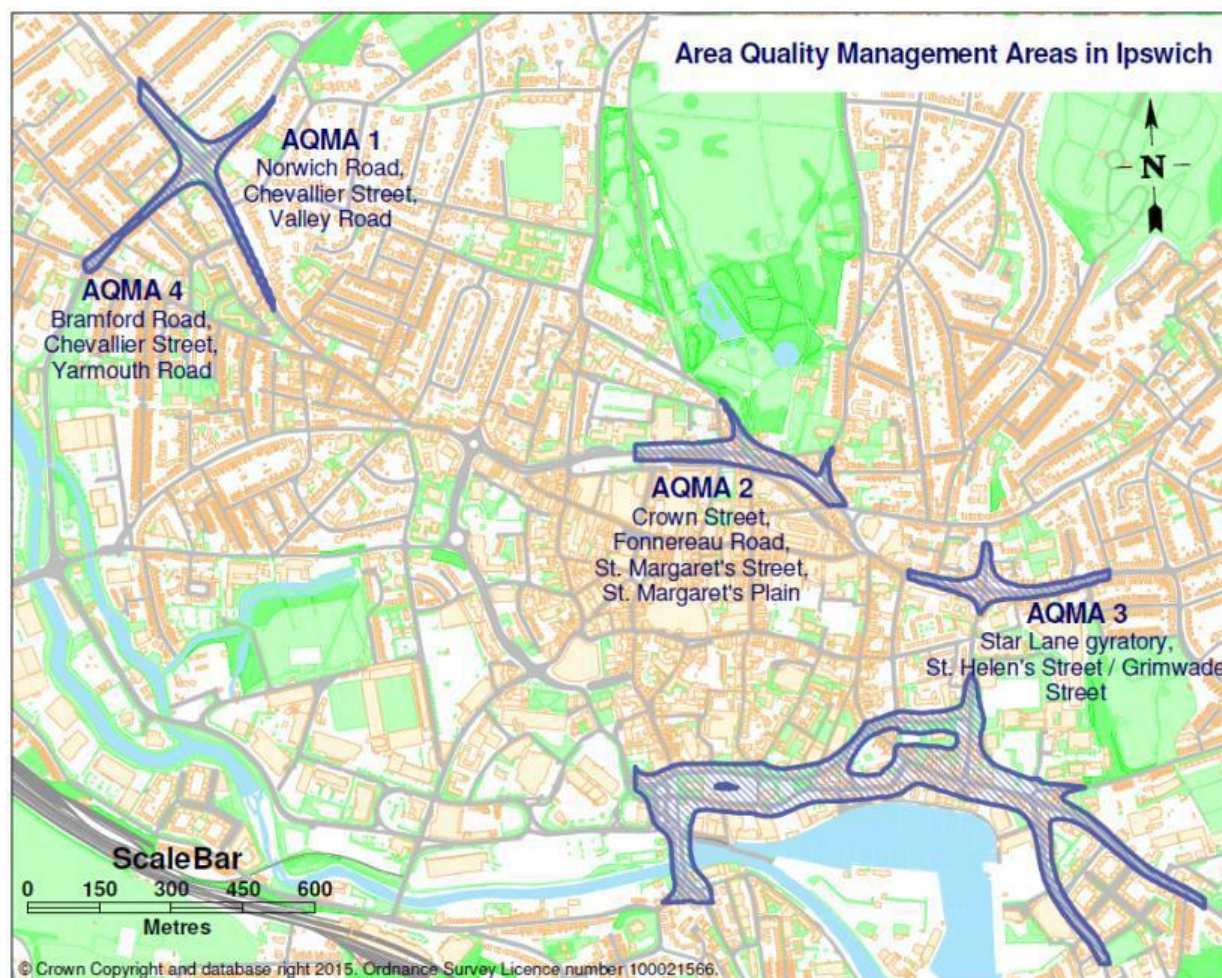 Area Quality Management Areas in Ipswich
N
AQMA 1
Norwich Road,
Chevallier Street,
Valley Road
AQMA 4
Bramford Road,
Chevallier Street,
Yarmouth Road
AQMA 2
Crown Street,
Fonnereau Road,
St. Margaret's Street,
St. Margaret's Plain
AQMA 3
Star Lane gyratory,
St. Helen's Street / Grimwade
Street
ScaleBar
0 150 300 450 600
Metres
© Crown Copyright and database right 2015. Ordnance Survey Licence number 100021566.